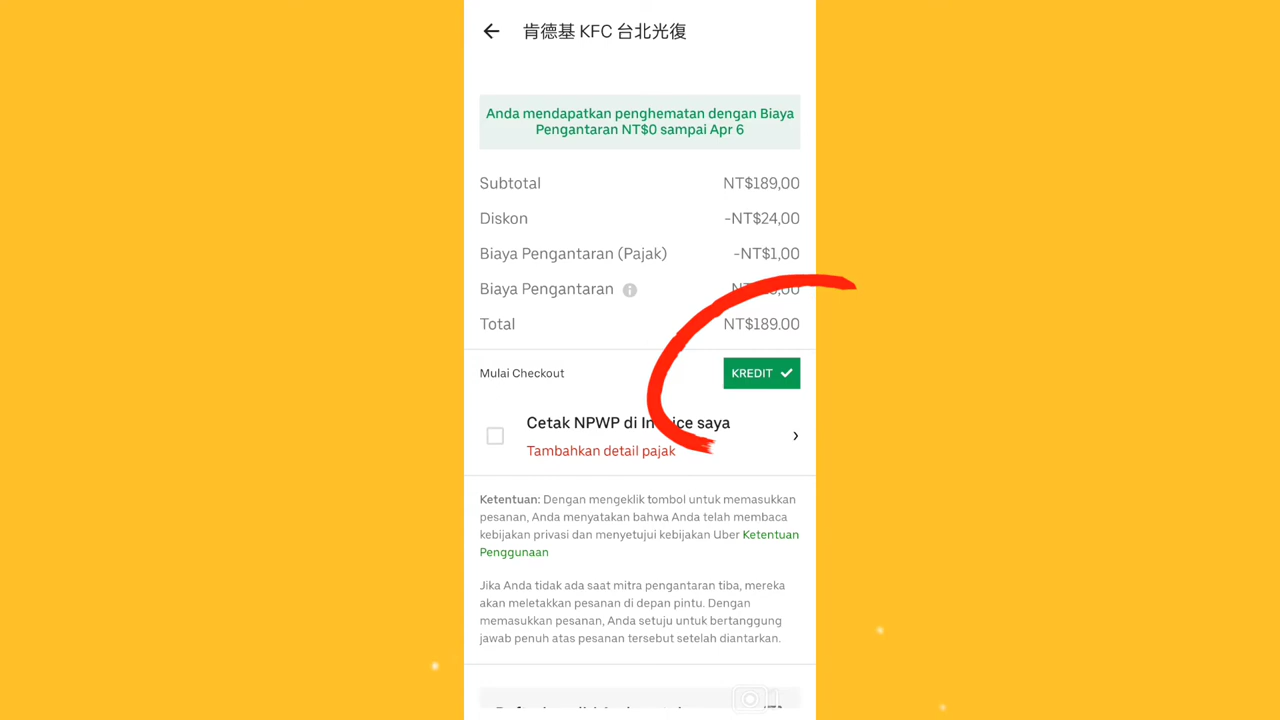 肯德基 KFC 台北光復
Anda mendapatkan penghematan dengan Biaya
Pengantaran NT$0 sampai Apr 6
Subtotal NT$189,00
Diskon -NT$24,00
Biaya Pengantaran (Pajak) -NT$1,00
Biaya Pengantaran
Total NT$189.00
Mulai Checkout KREDIT
Cetak NPWP di Invoice saya
Tambahkan detail pajak
Ketentuan: Dengan mengeklik tombol untuk memasukkan
pesanan, Anda menyatakan bahwa Anda telah membaca
kebijakan privasi dan menyetujui kebijakan Uber Ketentuan
Penggunaan
Jika Anda tidak ada saat mitra pengantaran tiba, mereka
akan meletakkan pesanan di depan pintu. Dengan
memasukkan pesanan, Anda setuju untuk bertanggung
jawab penuh atas pesanan tersebut setelah diantarkan.